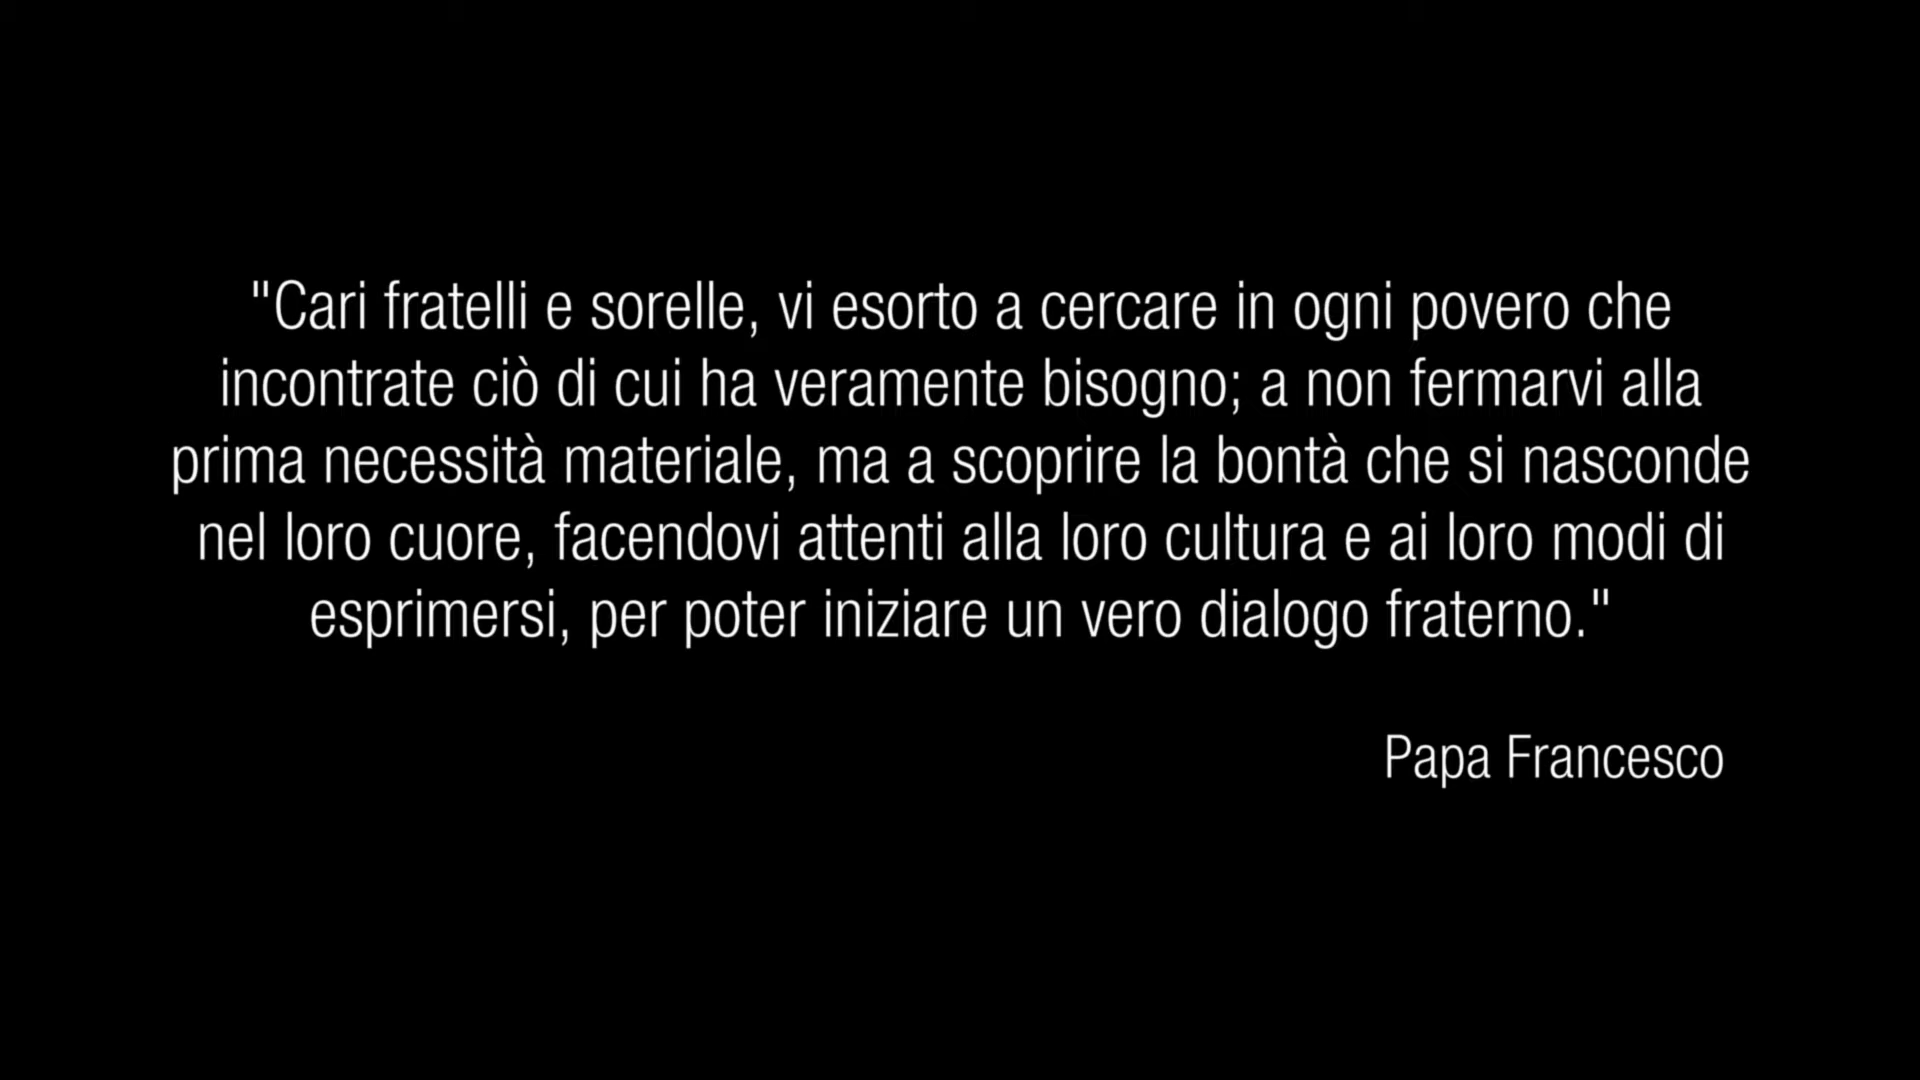 "Cari fratelli e sorelle, vi esorto a cercare in ogni povero che
incontrate ciò di cui ha veramente bisogno; a non fermarvi alla
prima necessità materiale, ma a scoprire la bontà che si nasconde
nel loro cuore, facendovi attenti alla loro cultura e ai loro modi di
esprimersi, per poter iniziare un vero dialogo fraterno."
Papa Francesco